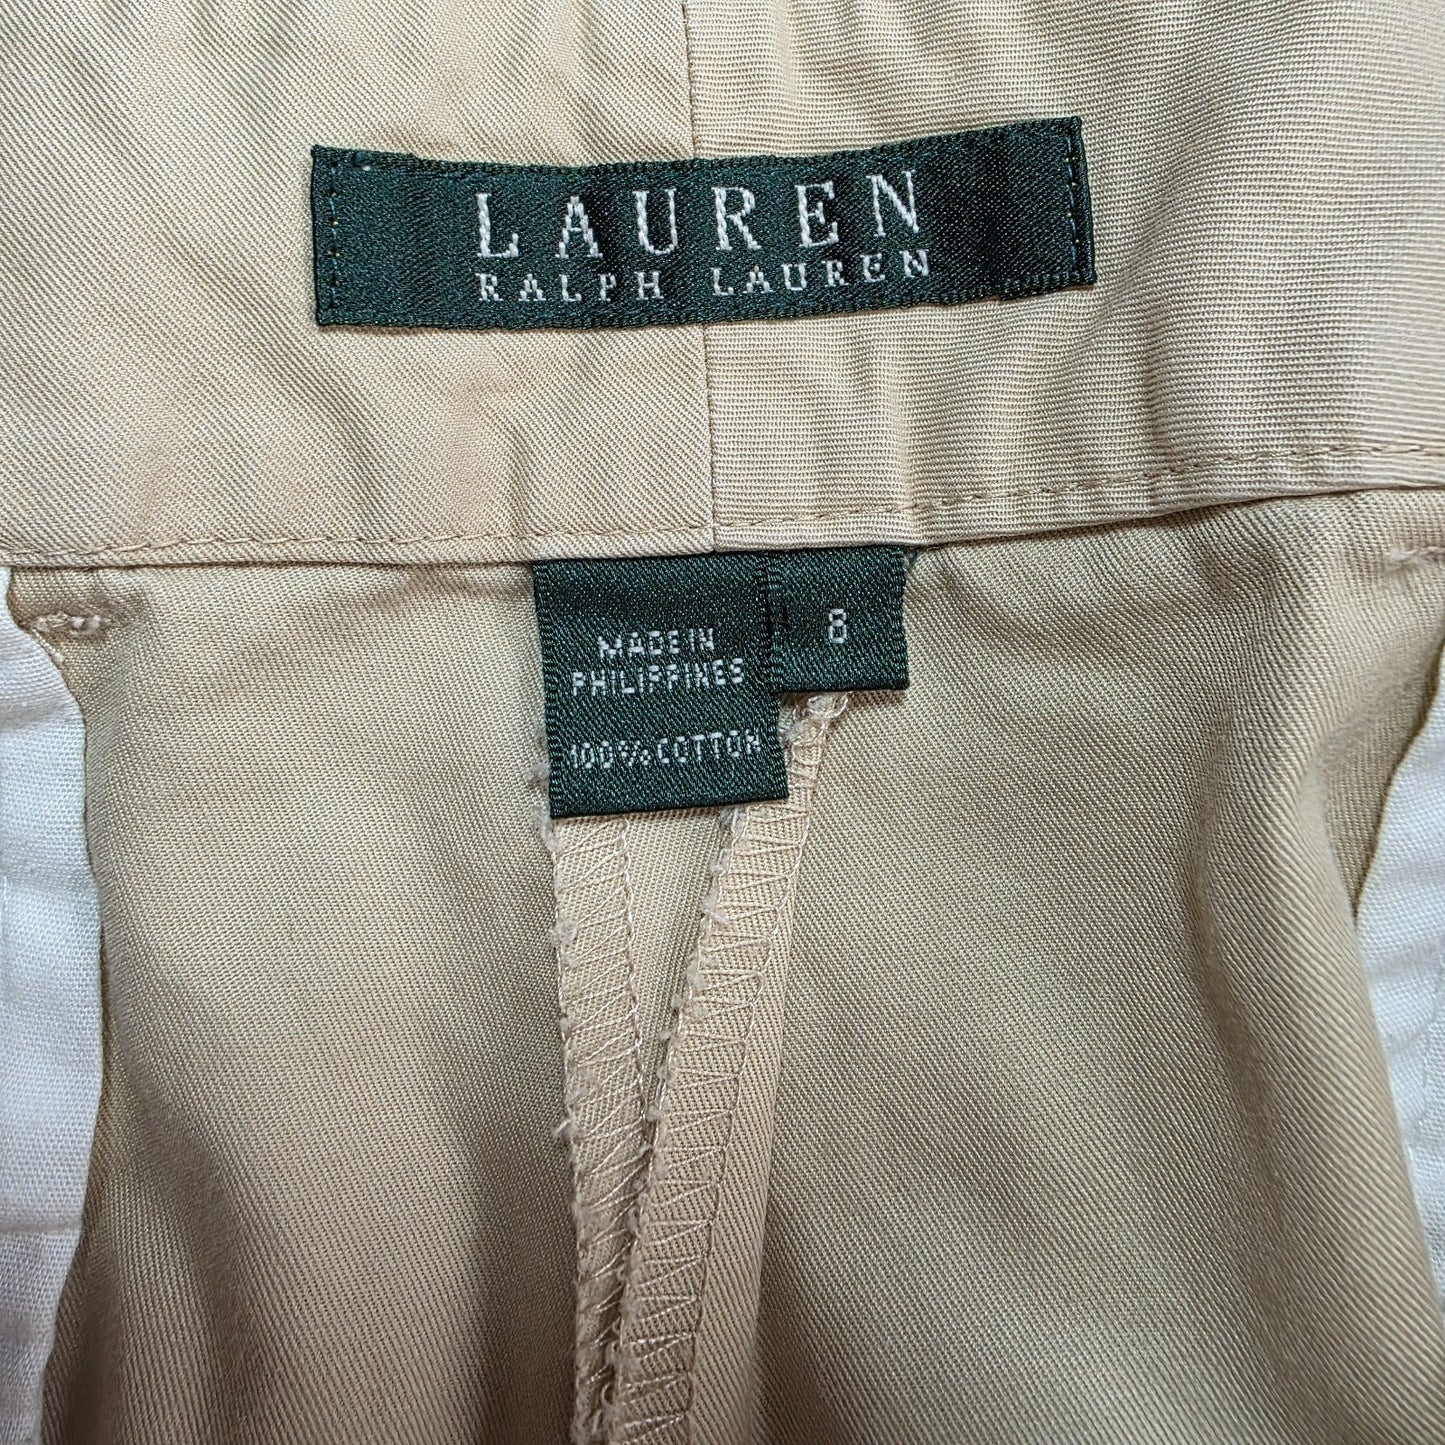 LAUREN
RALPH LAUREN
MADE IN
PHILIPPINES
100% COTTON
8